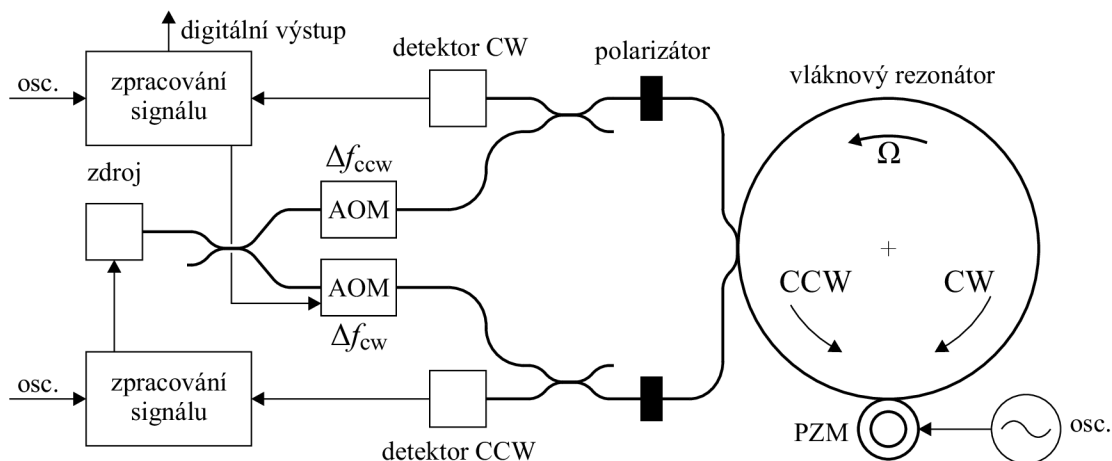 digitální výstup
detektor CW
polarizátor
vláknový rezonátor
osc.
zpracování
signálu
Ω
Δfccw
zdroj
AOM
CCW
CW
AOM
Δfcw
osc.
zpracování
signálu
detektor CCW
PZM
osc.